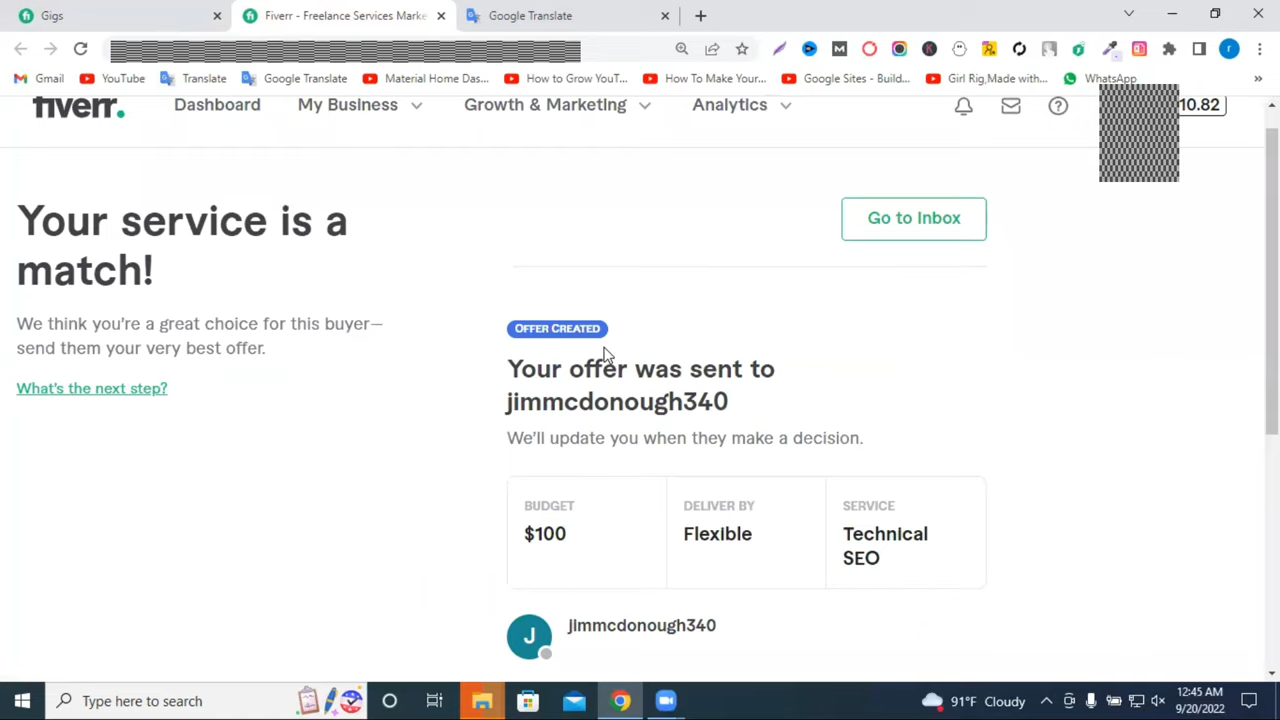 Gigs
Fiverr - Freelance Services Marke
Google Translate
Gmail
YouTube
Translate
Google Translate
Material Home Das...
How to Grow YouT...
How To Make Your...
Google Sites - Build...
Girl Rig,Made with...
WhatsApp
»
fiverr.
Dashboard
My Business
Growth & Marketing
Analytics
10.82
Your service is a
match!
We think you're a great choice for this buyer—
send them your very best offer.
What's the next step?
Go to Inbox
OFFER CREATED
Your offer was sent to
jimmcdonough340
We'll update you when they make a decision.
BUDGET
$100
DELIVER BY
Flexible
SERVICE
Technical
SEO
J
jimmcdonough340
Type here to search
91°F Cloudy
12:45 AM
9/20/2022